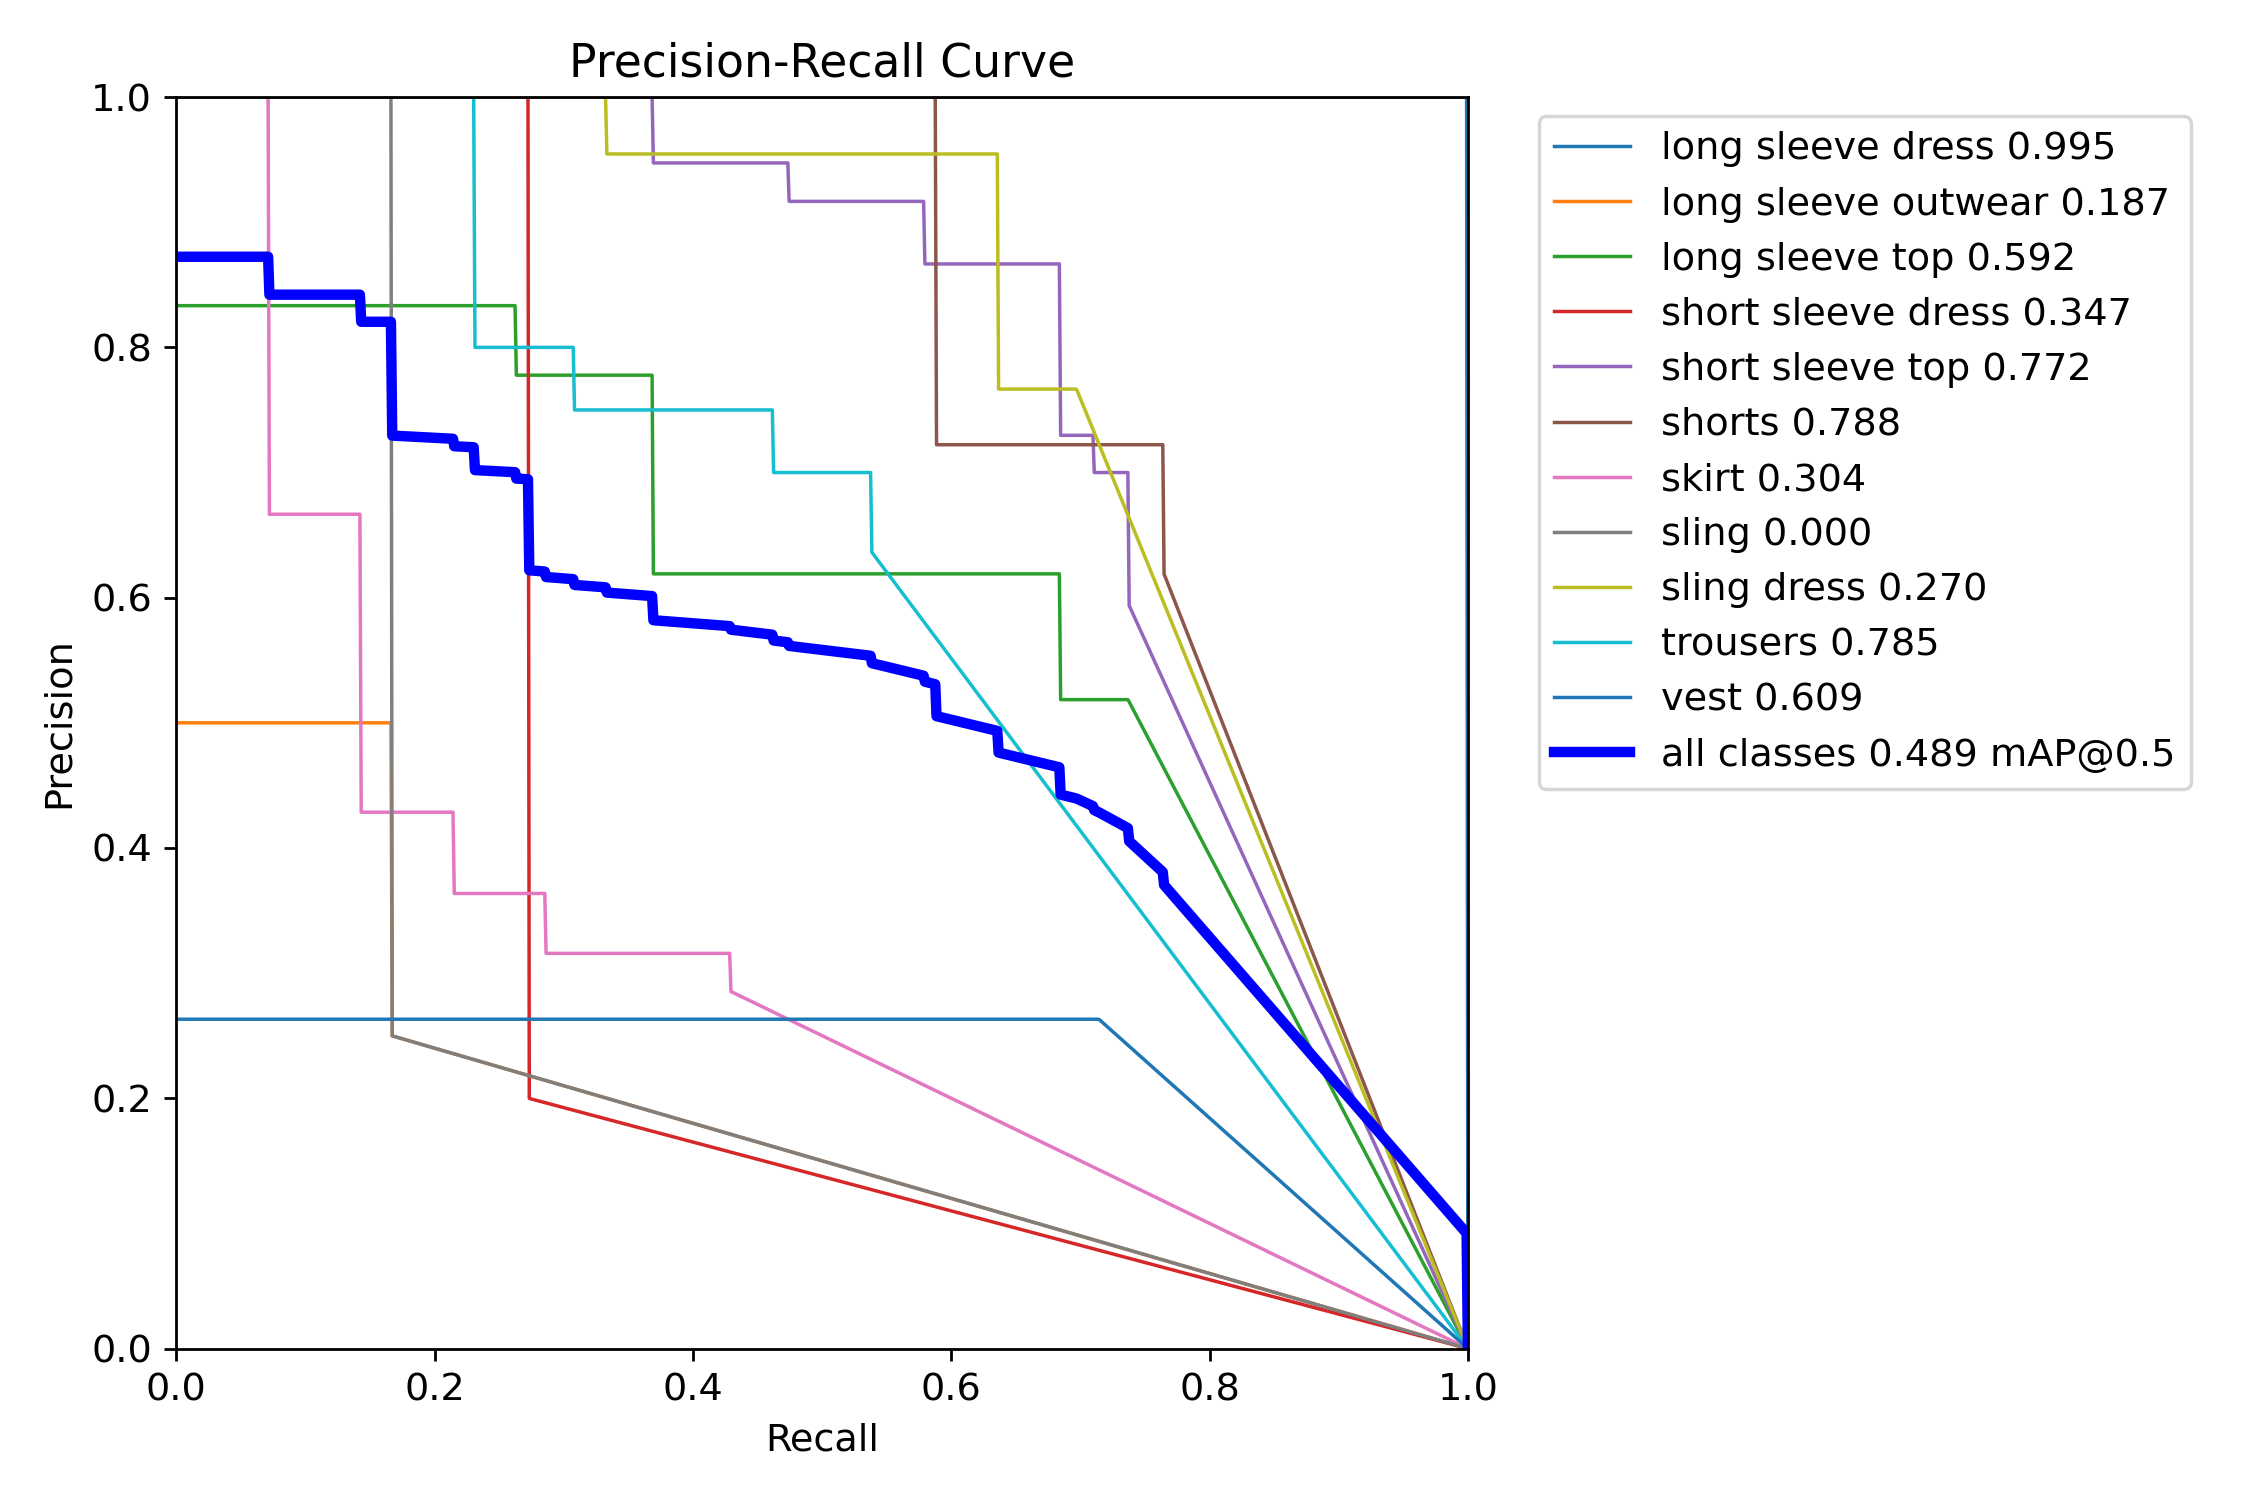 Precision-Recall Curve
1.0
0.8
0.6
0.4
0.2
0.0
Precision
0.0 0.2 0.4 0.6 0.8 1.0
Recall
long sleeve dress 0.995
long sleeve outwear 0.187
long sleeve top 0.592
short sleeve dress 0.347
short sleeve top 0.772
shorts 0.788
skirt 0.304
sling 0.000
sling dress 0.270
trousers 0.785
vest 0.609
all classes 0.489 mAP@0.5